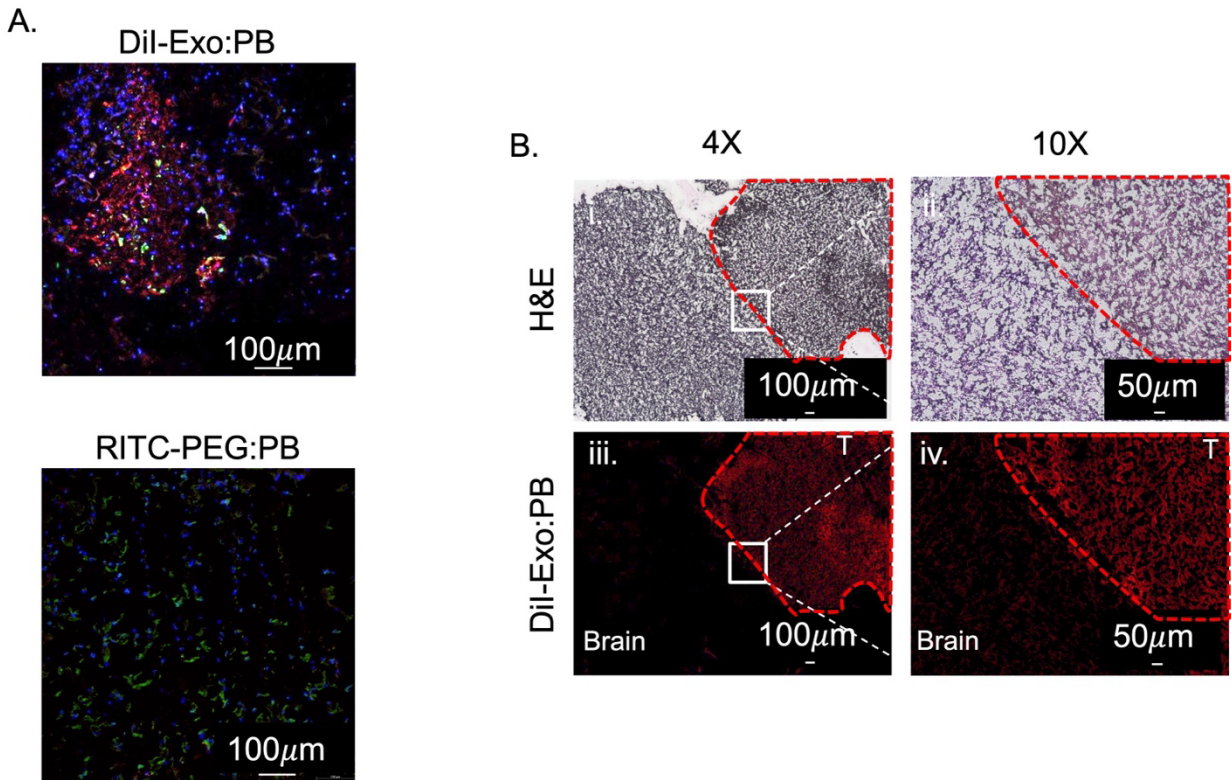 A.
DiI-Exo:PB
100μm
RITC-PEG:PB
100μm
B.
4X
10X
H&E
i.
100μm
ii.
50μm
DiI-Exo:PB
iii.
T
Brain
100μm
iv.
T
Brain
50μm